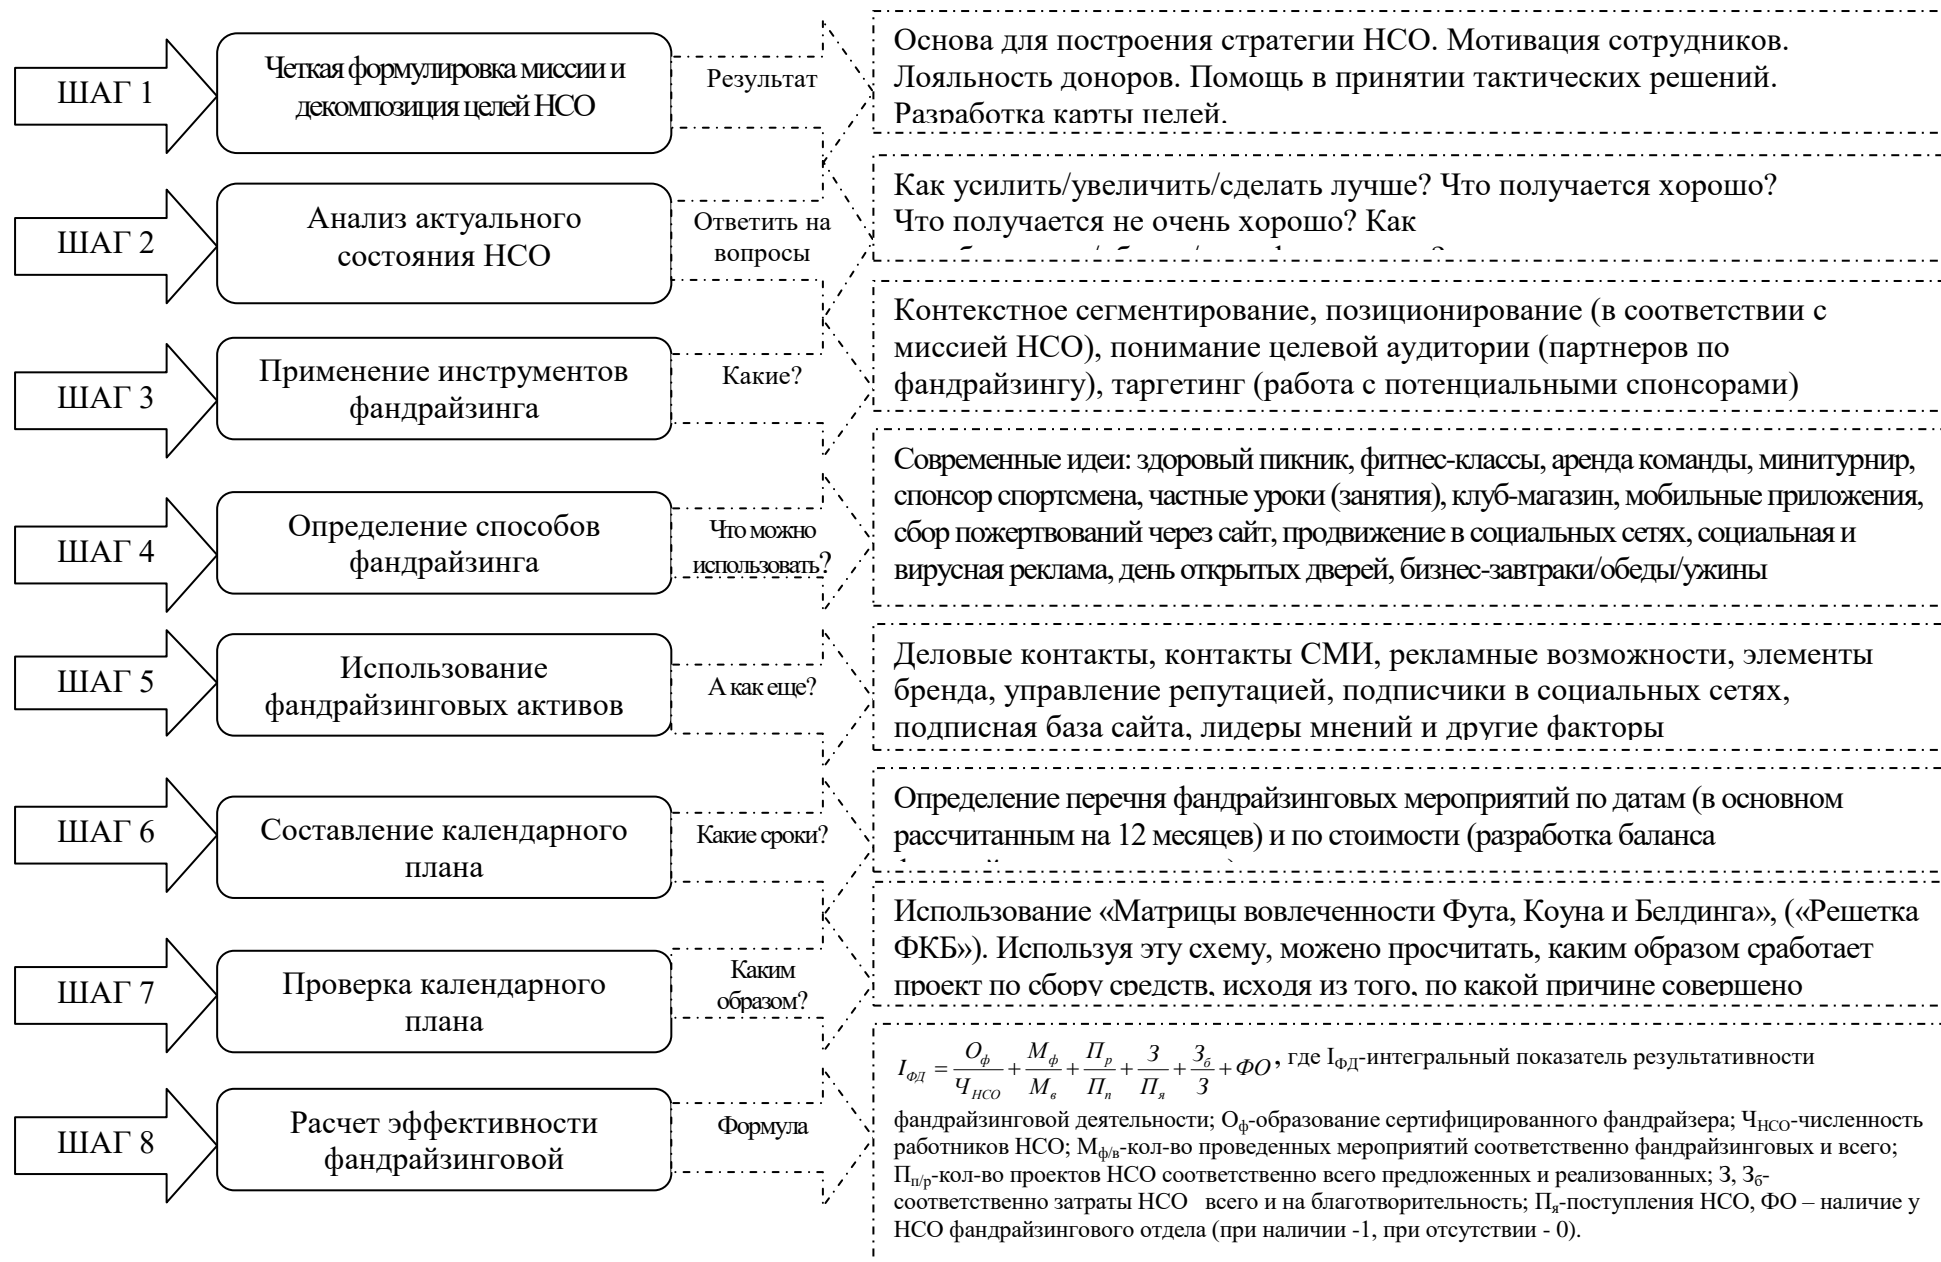 ШАГ 1
Четкая формулировка миссии и
декомпозиция целей НСО
Результат
Основа для построения стратегии НСО. Мотивация сотрудников.
Лояльность доноров. Помощь в принятии тактических решений.
Разработка карты целей.
ШАГ 2
Анализ актуального
состояния НСО
Ответить на
вопросы
Как усилить/увеличить/сделать лучше? Что получается хорошо?
Что получается не очень хорошо? Как
ШАГ 3
Применение инструментов
фандрайзинга
Какие?
Контекстное сегментирование, позиционирование (в соответствии с
миссией НСО), понимание целевой аудитории (партнеров по
фандрайзингу), таргетинг (работа с потенциальными спонсорами)
ШАГ 4
Определение способов
фандрайзинга
Что можно
использовать?
Современные идеи: здоровый пикник, фитнес-классы, аренда команды, минитурнир,
спонсор спортсмена, частные уроки (занятия), клуб-магазин, мобильные приложения,
сбор пожертвований через сайт, продвижение в социальных сетях, социальная и
вирусная реклама, день открытых дверей, бизнес-завтраки/обеды/ужины
ШАГ 5
Использование
фандрайзинговых активов
А как еще?
Деловые контакты, контакты СМИ, рекламные возможности, элементы
бренда, управление репутацией, подписчики в социальных сетях,
подписная база сайта, лидеры мнений и другие факторы
ШАГ 6
Составление календарного
плана
Какие сроки?
Определение перечня фандрайзинговых мероприятий по датам (в основном
рассчитанным на 12 месяцев) и по стоимости (разработка баланса
ШАГ 7
Проверка календарного
плана
Каким
образом?
Использование «Матрицы вовлеченности Фута, Коуна и Белдинга», («Решетка
ФКБ»). Используя эту схему, можено просчитать, каким образом сработает
проект по сбору средств, исходя из того, по какой причине совершено
ШАГ 8
Расчет эффективности
фандрайзинговой
Формула
I_ФД = O_ф/Ч_НСО + М_ф/М_в + П_р/П_п + З/П_я + З_б/З + ФО, где I_ФД-интегральный показатель результативности
фандрайзинговой деятельности; О_ф-образование сертифицированного фандрайзера; Ч_НСО-численность
работников НСО; М_ф/в-кол-во проведенных мероприятий соответственно фандрайзинговых и всего;
П_п/р-кол-во проектов НСО соответственно всего предложенных и реализованных; З, З_б-
соответственно затраты НСО всего и на благотворительность; П_я-поступления НСО, ФО – наличие у
НСО фандрайзингового отдела (при наличии -1, при отсутствии - 0).